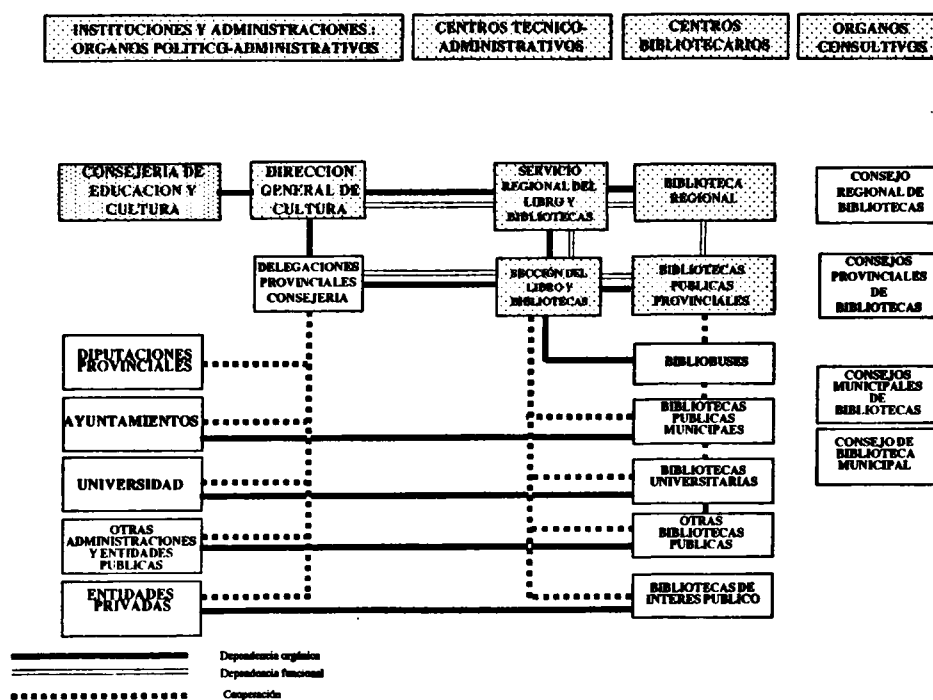 INSTITUCIONES Y ADMINISTRACIONES :
ORGANOS POLITICO-ADMINISTRATIVOS
CENTROS TECNICO-
ADMINISTRATIVOS
CENTROS
BIBLIOTECARIOS
ORGANOS
CONSULTIVOS
CONSEJERIA DE
EDUCACION Y
CULTURA
DIRECCION
GENERAL DE
CULTURA
SERVICIO
REGIONAL DEL
LIBRO Y
BIBLIOTECAS
BIBLIOTECA
REGIONAL
CONSEJO
REGIONAL DE
BIBLIOTECAS
DELEGACIONES
PROVINCIALES
CONSEJERIA
SECCIÓN DEL
LIBRO Y
BIBLIOTECAS
BIBLIOTECAS
PUBLICAS
PROVINCIALES
CONSEJOS
PROVINCIALES
DE
BIBLIOTECAS
DIPUTACIONES
PROVINCIALES
BIBLIOBUSES
CONSEJOS
MUNICIPALES
DE
BIBLIOTECAS
AYUNTAMIENTOS
BIBLIOTECAS
PUBLICAS
MUNICIPAES
CONSEJO DE
BIBLIOTECA
MUNICIPAL
UNIVERSIDAD
BIBLIOTECAS
UNIVERSITARIAS
OTRAS
ADMINISTRACIONES
Y ENTIDADES
PUBLICAS
OTRAS
BIBLIOTECAS
PUBLICAS
ENTIDADES
PRIVADAS
BIBLIOTECAS DE
INTERES PUBLICO
Dependencia orgánica
Dependencia funcional
Cooperación